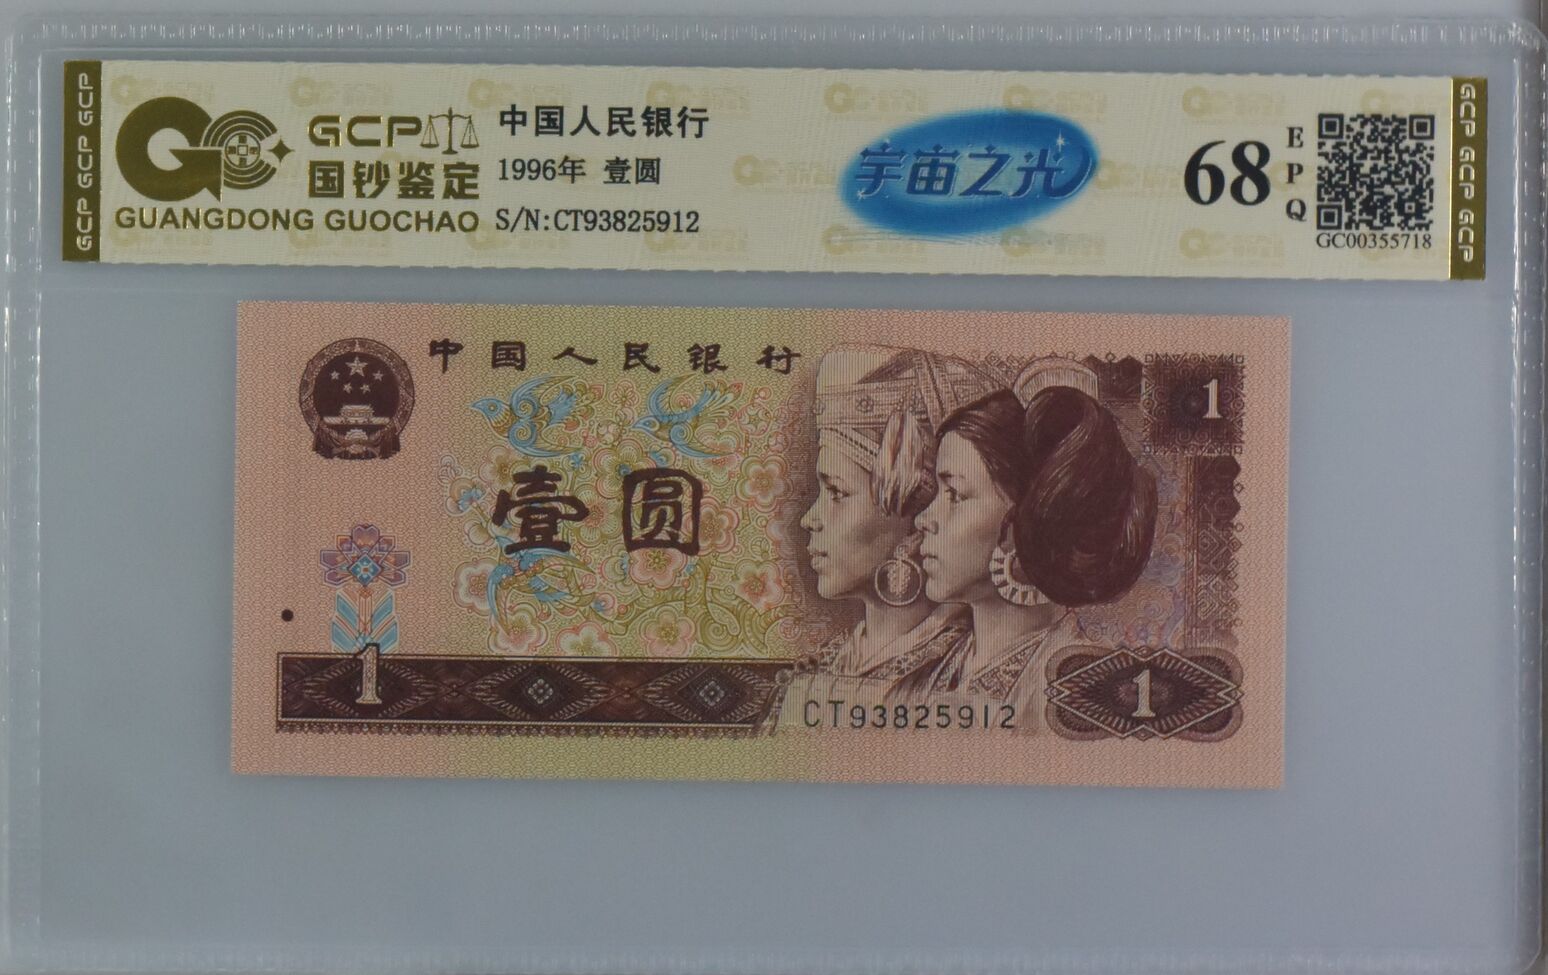 GCP GCP GCP
GCP
国钞鉴定
GUANGDONG GUOCHAO
中国人民银行
1996年 壹圆
S/N:CT93825912
宇宙之光
68
EPQ
GC00355718
GCP GCP GCP
中国人民银行
1
壹圆
1
CT93825912
1